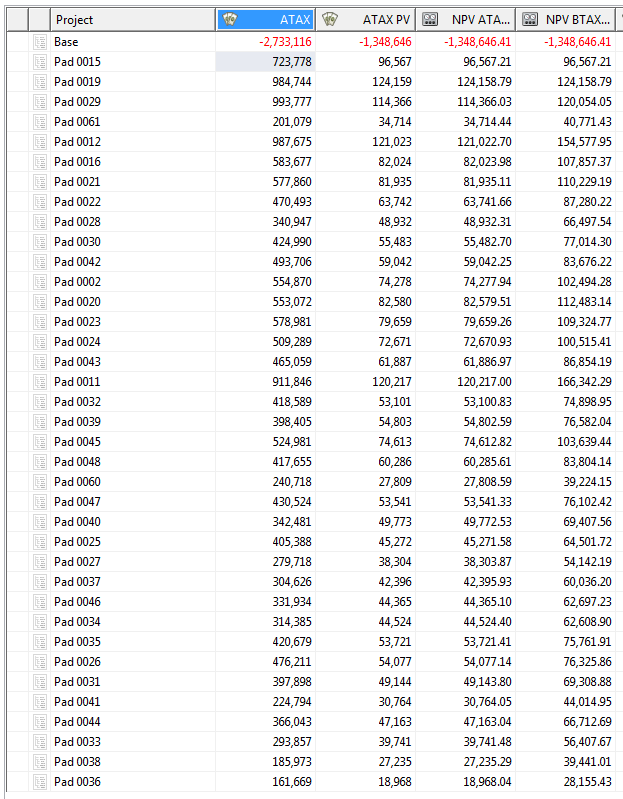 Project ATAX ATAX PV NPV ATA... NPV BTAX...
Base -2,733,116 -1,348,646 -1,348,646.41 -1,348,646.41
Pad 0015 723,778 96,567 96,567.21 96,567.21
Pad 0019 984,744 124,159 124,158.79 124,158.79
Pad 0029 993,777 114,366 114,366.03 120,054.05
Pad 0061 201,079 34,714 34,714.44 40,771.43
Pad 0012 987,675 121,023 121,022.70 154,577.95
Pad 0016 583,677 82,024 82,023.98 107,857.37
Pad 0021 577,860 81,935 81,935.11 110,229.19
Pad 0022 470,493 63,742 63,741.66 87,280.22
Pad 0028 340,947 48,932 48,932.31 66,497.54
Pad 0030 424,990 55,483 55,482.70 77,014.30
Pad 0042 493,706 59,042 59,042.25 83,676.22
Pad 0002 554,870 74,278 74,277.94 102,494.28
Pad 0020 553,072 82,580 82,579.51 112,483.14
Pad 0023 578,981 79,659 79,659.26 109,324.77
Pad 0024 509,289 72,671 72,670.93 100,515.41
Pad 0043 465,059 61,887 61,886.97 86,854.19
Pad 0011 911,846 120,217 120,217.00 166,342.29
Pad 0032 418,589 53,101 53,100.83 74,898.95
Pad 0039 398,405 54,803 54,802.59 76,582.04
Pad 0045 524,981 74,613 74,612.82 103,639.44
Pad 0048 417,655 60,286 60,285.61 83,804.14
Pad 0060 240,718 27,809 27,808.59 39,224.15
Pad 0047 430,524 53,541 53,541.33 76,102.42
Pad 0040 342,481 49,773 49,772.53 69,407.56
Pad 0025 405,388 45,272 45,271.58 64,501.72
Pad 0027 279,718 38,304 38,303.87 54,142.19
Pad 0037 304,626 42,396 42,395.93 60,036.20
Pad 0046 331,934 44,365 44,365.10 62,697.23
Pad 0034 314,385 44,524 44,524.40 62,608.90
Pad 0035 420,679 53,721 53,721.41 75,761.91
Pad 0026 476,211 54,077 54,077.14 76,325.86
Pad 0031 397,898 49,144 49,143.80 69,308.88
Pad 0041 224,794 30,764 30,764.05 44,014.95
Pad 0044 366,043 47,163 47,163.04 66,712.69
Pad 0033 293,857 39,741 39,741.48 56,407.67
Pad 0038 185,973 27,235 27,235.29 39,441.01
Pad 0036 161,669 18,968 18,968.04 28,155.43